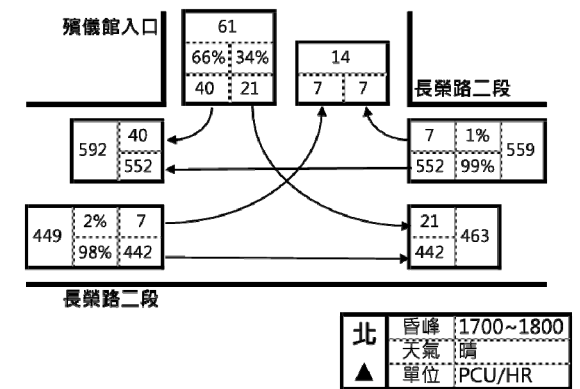 殯儀館入口
61
66% 34%
40 21
14
7 7
長榮路二段
592 40
552
7 1% 559
552 99%
449 2% 7
98% 442
21 463
442
長榮路二段
北
昏峰 1700~1800
天氣 晴
單位 PCU/HR